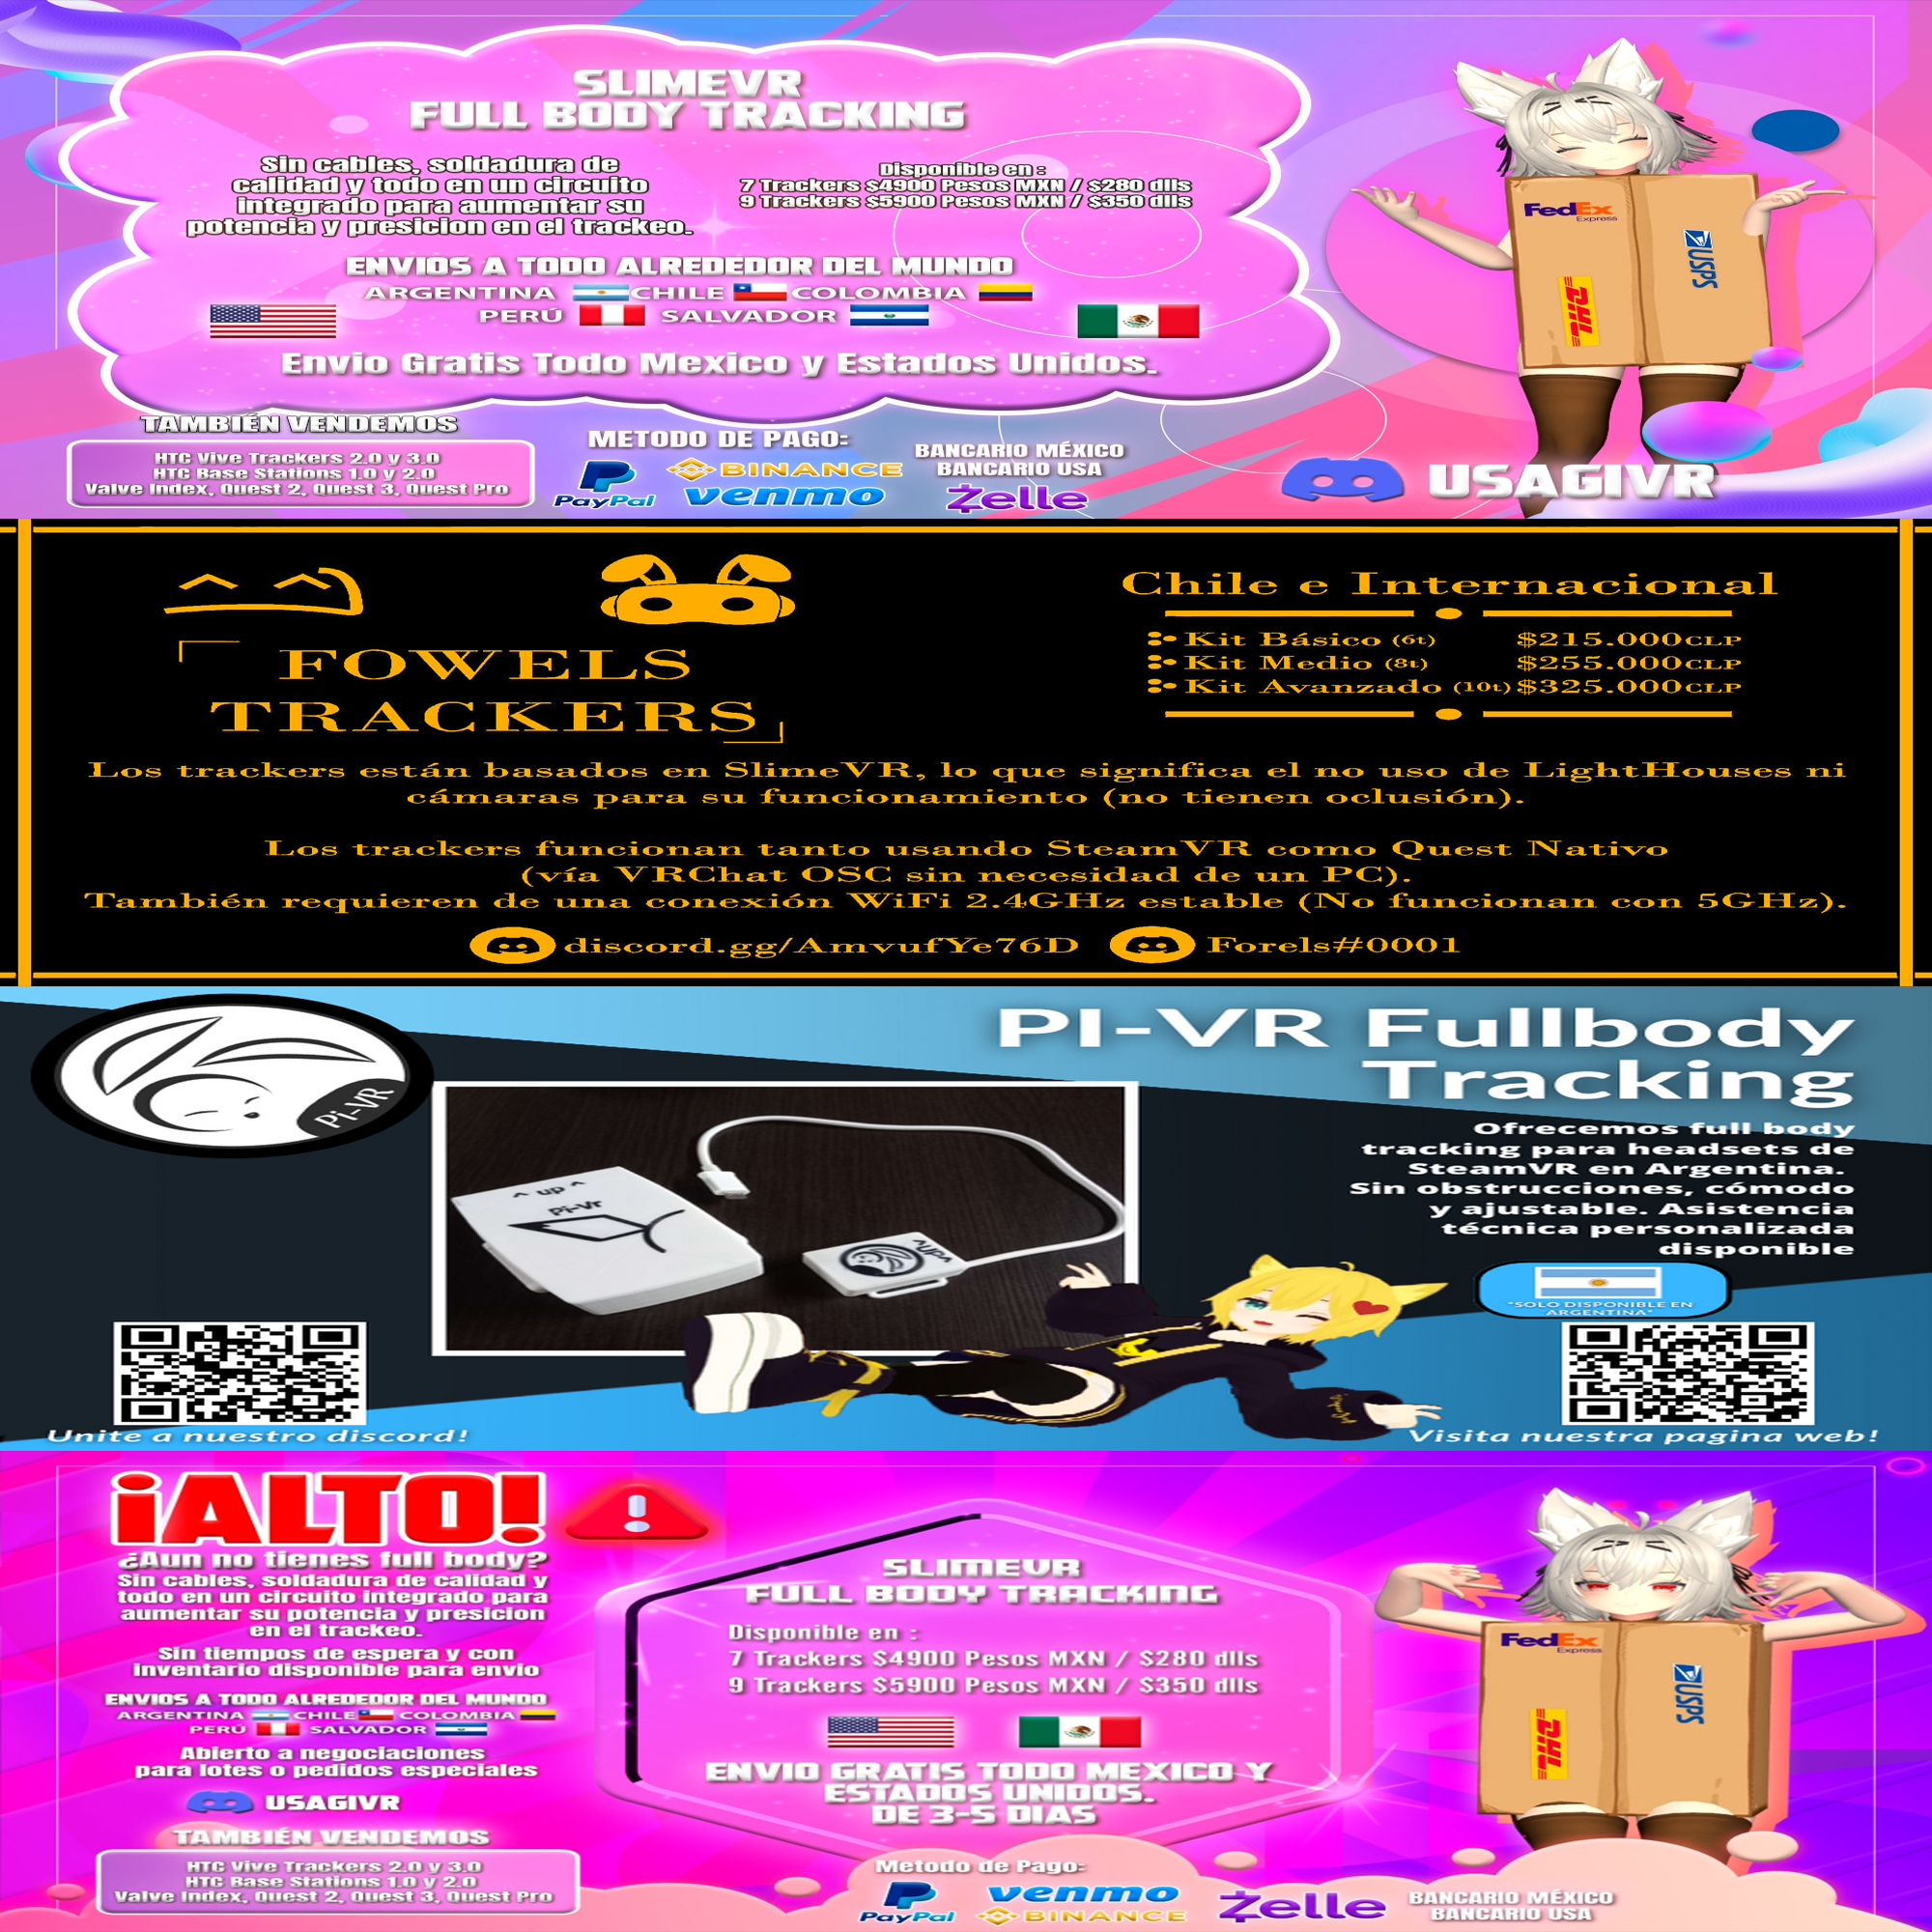 SLIMEVR
FULL BODY TRACKING
Sin cables, soldadura de
calidad y todo en un circuito
integrado para aumentar su
potencia y presicion en el trackeo.
Disponible en :
7 Trackers $4900 Pesos MXN / $280 dlls
9 Trackers $5900 Pesos MXN / $350 dlls
ENVIOS A TODO ALREDEDOR DEL MUNDO
ARGENTINA CHILE COLOMBIA
PERÚ SALVADOR
Envio Gratis Todo Mexico y Estados Unidos.
TAMBIÉN VENDEMOS
HTC Vive Trackers 2.0 y 3.0
HTC Base Stations 1.0 y 2.0
Valve Index, Quest 2, Quest 3, Quest Pro
METODO DE PAGO:
PayPal
BINANCE
venmo
BANCARIO MÉXICO
BANCARIO USA
Zelle
USAGIVR
FedEx
Express
USPS
DHL
FOWELS
TRACKERS
Chile e Internacional
Kit Básico (6t) $215.000CLP
Kit Medio (8t) $255.000CLP
Kit Avanzado (10t) $325.000CLP
Los trackers están basados en SlimeVR, lo que significa el no uso de LightHouses ni
cámaras para su funcionamiento (no tienen oclusión).
Los trackers funcionan tanto usando SteamVR como Quest Nativo
(vía VRChat OSC sin necesidad de un PC).
También requieren de una conexión WiFi 2.4GHz estable (No funcionan con 5GHz).
discord.gg/AmvufYe76D Forels#0001
Pi-VR
PI-VR Fullbody
Tracking
^ up ^
Pi-Vr
^UP^
Ofrecemos full body
tracking para headsets de
SteamVR en Argentina.
Sin obstrucciones, cómodo
y ajustable. Asistencia
técnica personalizada
disponible
*SOLO DISPONIBLE EN
ARGENTINA*
Unite a nuestro discord!
Visita nuestra pagina web!
¡ALTO!
¿Aun no tienes full body?
Sin cables, soldadura de calidad y
todo en un circuito integrado para
aumentar su potencia y presicion
en el trackeo.
Sin tiempos de espera y con
inventario disponible para envio
ENVIOS A TODO ALREDEDOR DEL MUNDO
ARGENTINA CHILE COLOMBIA
PERÚ SALVADOR
Abierto a negociaciones
para lotes o pedidos especiales
USAGIVR
TAMBIÉN VENDEMOS
HTC Vive Trackers 2.0 y 3.0
HTC Base Stations 1.0 y 2.0
Valve Index, Quest 2, Quest 3, Quest Pro
SLIMEVR
FULL BODY TRACKING
Disponible en :
7 Trackers $4900 Pesos MXN / $280 dlls
9 Trackers $5900 Pesos MXN / $350 dlls
ENVIO GRATIS TODO MEXICO Y
ESTADOS UNIDOS.
DE 3-5 DIAS
Metodo de Pago:
PayPal
venmo
BINANCE
Zelle
BANCARIO MÉXICO
BANCARIO USA
FedEx
Express
USPS
DHL